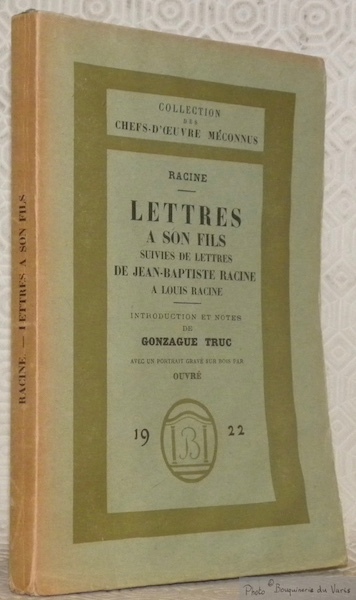 COLLECTION
DES
CHEFS-D'ŒUVRE MÉCONNUS
RACINE
LETTRES
A SON FILS
SUIVIES DE LETTRES
DE JEAN-BAPTISTE RACINE
A LOUIS RACINE
INTRODUCTION ET NOTES
DE
GONZAGUE TRUC
AVEC UN PORTRAIT GRAVÉ SUR BOIS PAR
OUVRÉ
19 B 22
RACINE. — LETTRES A SON FILS
Photo © Bouquinerie du Varis